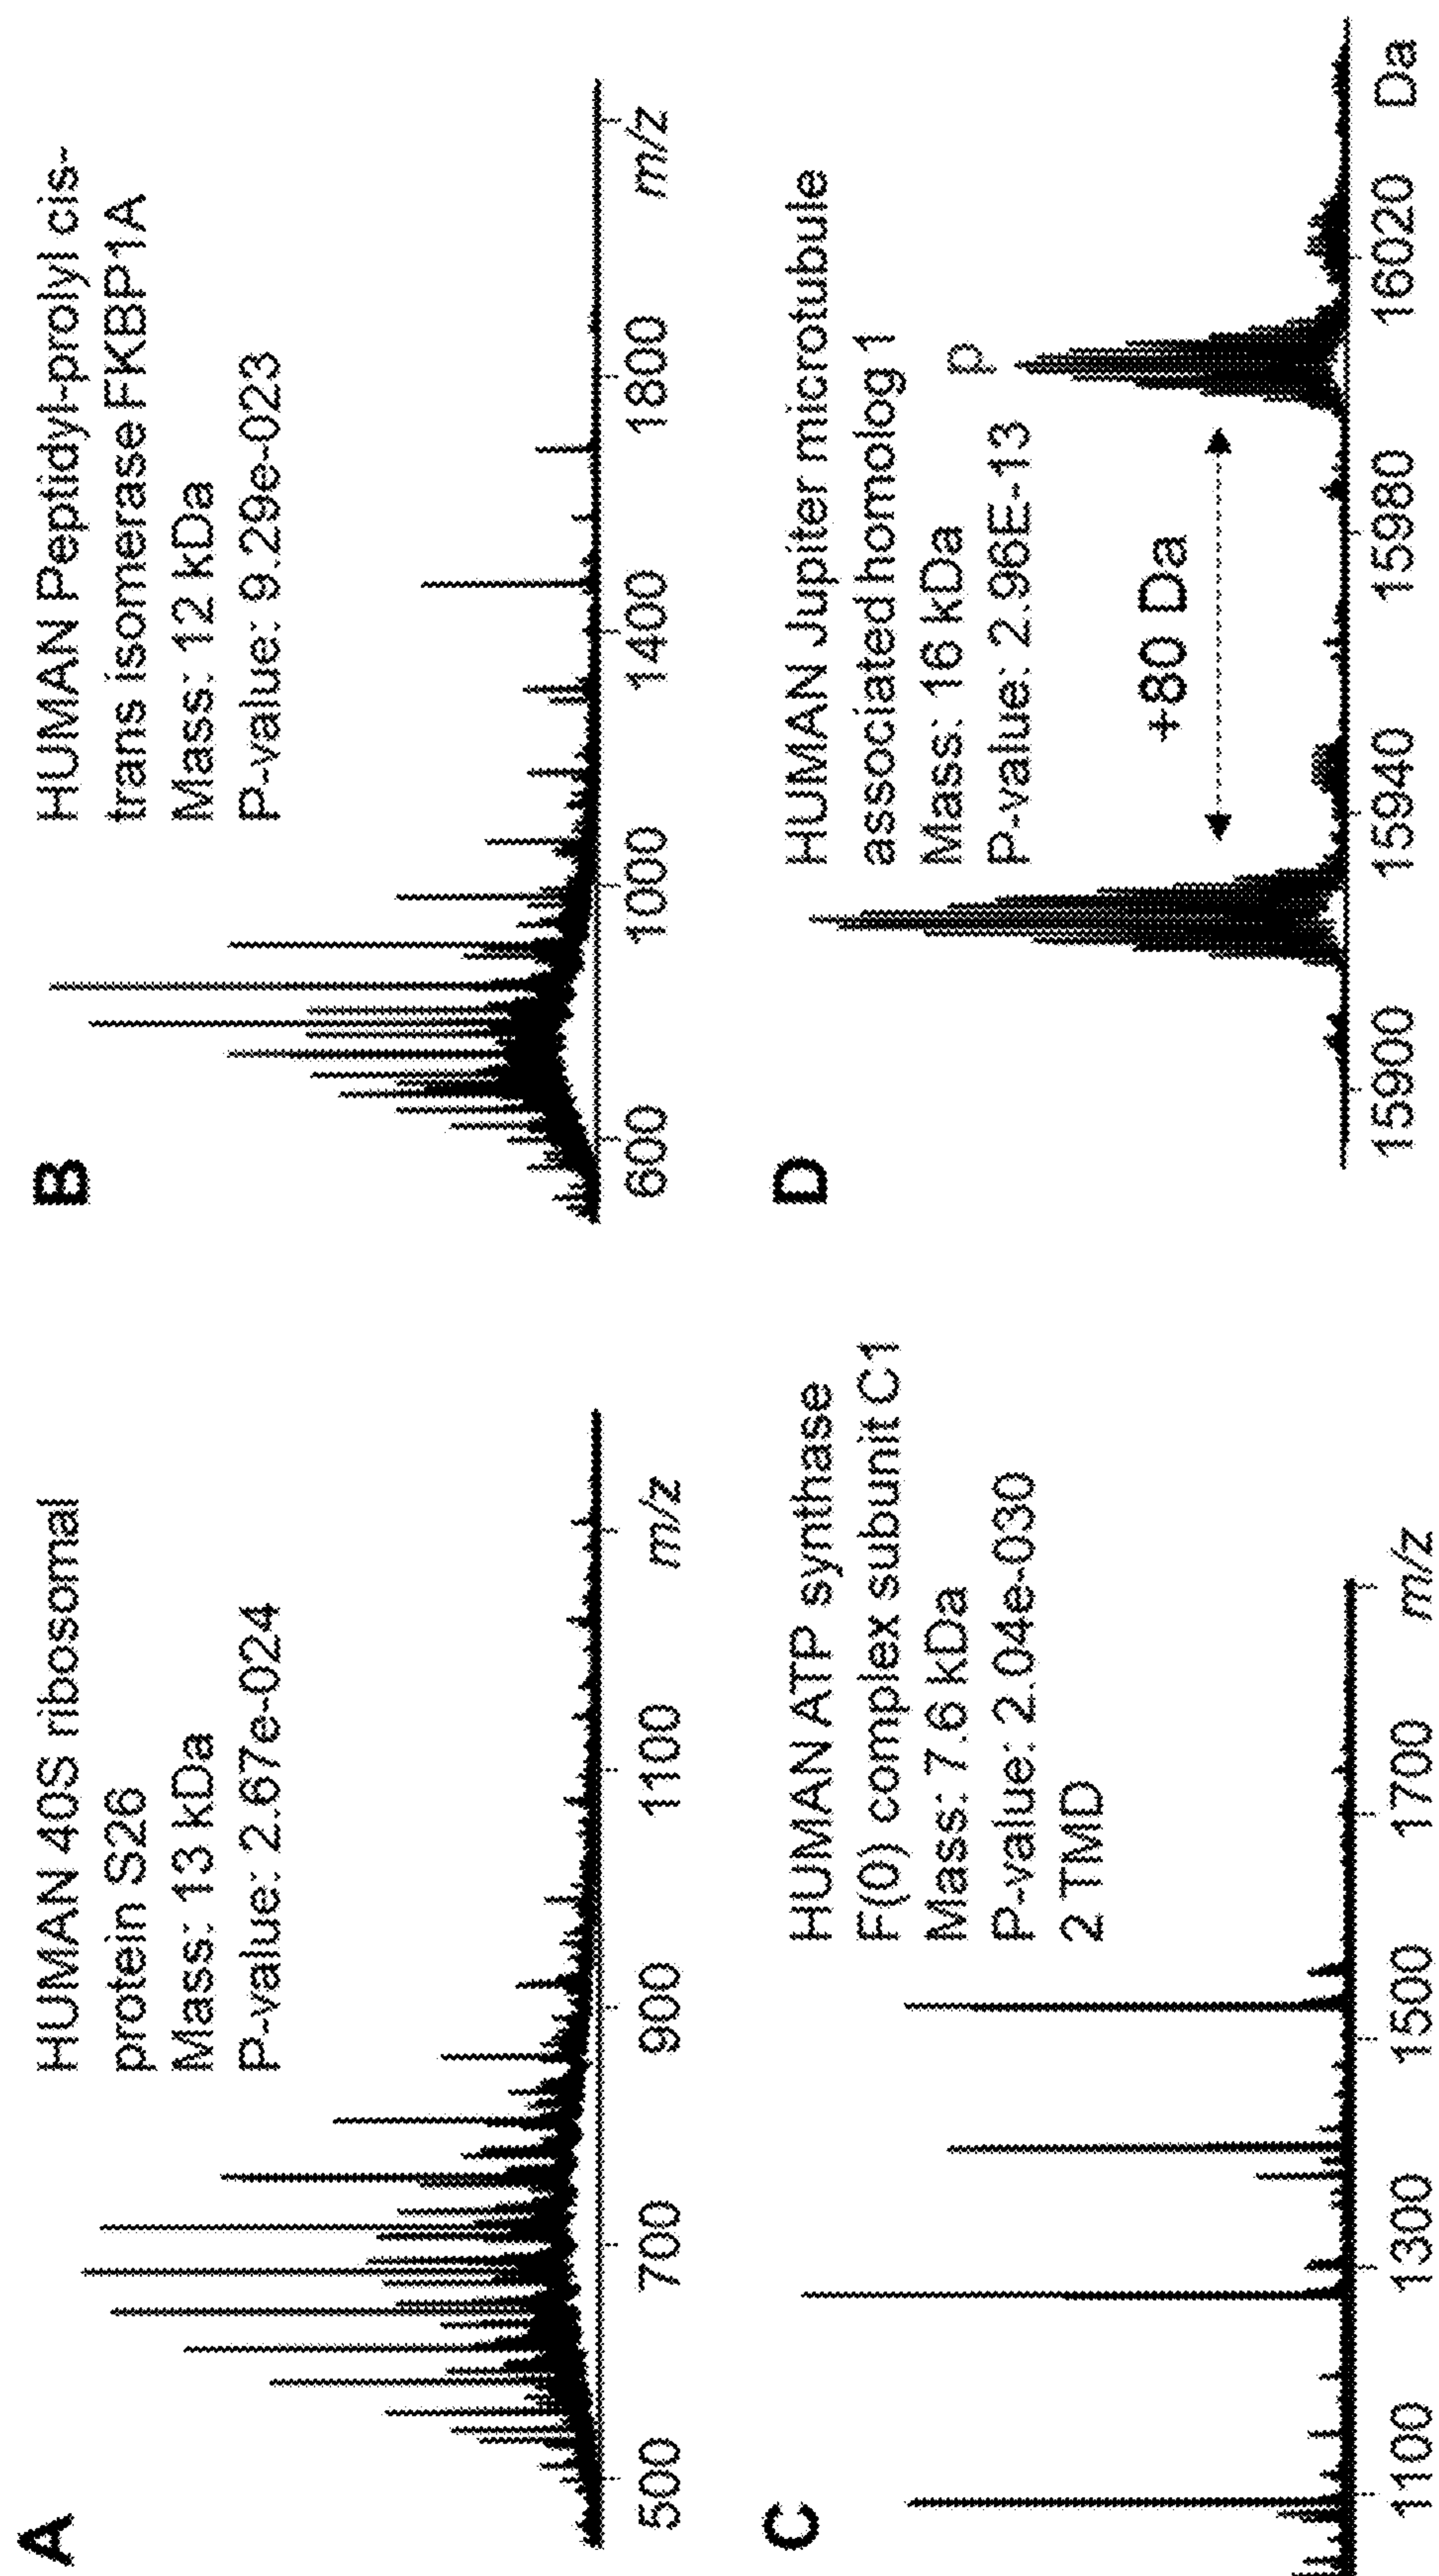 A
HUMAN 40S ribosomal
protein S26
Mass: 13 kDa
P-value: 2.67e-024
500 700 900 1100 m/z
B
HUMAN Peptidyl-prolyl cis-
trans isomerase FKBP1A
Mass: 12 kDa
P-value: 9.29e-023
600 1000 1400 1800 m/z
C
HUMAN ATP synthase
F(0) complex subunit C1
Mass: 7.6 kDa
P-value: 2.04e-030
2 TMD
1100 1300 1500 1700 m/z
D
HUMAN Jupiter microtubule
associated homolog 1
Mass: 16 kDa
P-value: 2.96E-13
p
+80 Da
15900 15940 15980 16020 Da